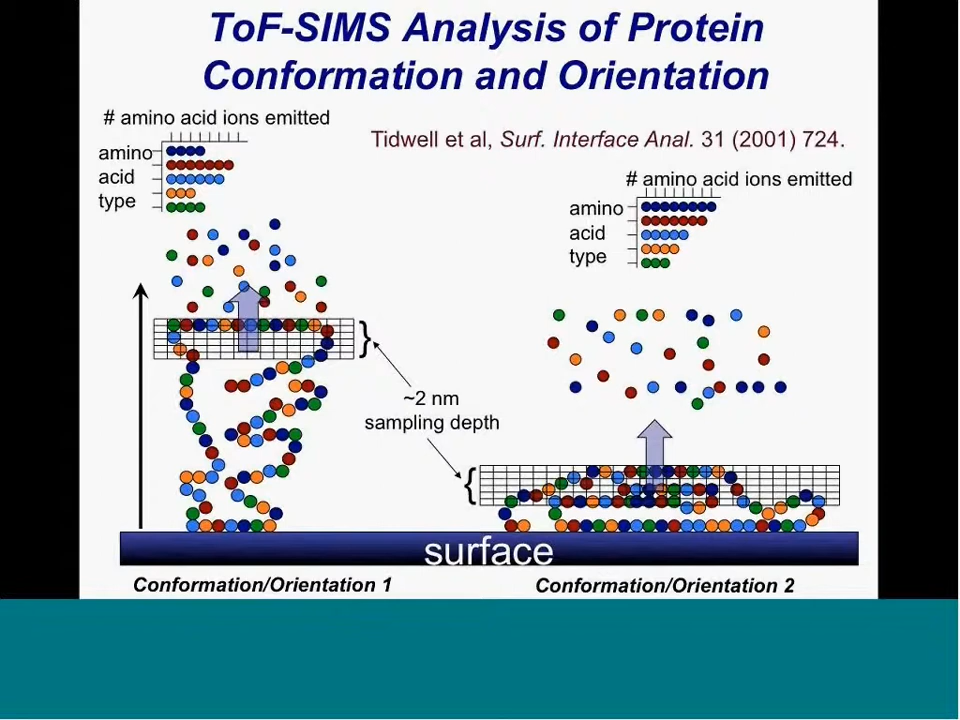 ToF-SIMS Analysis of Protein
Conformation and Orientation
# amino acid ions emitted
amino
acid
type
Tidwell et al, Surf. Interface Anal. 31 (2001) 724.
# amino acid ions emitted
amino
acid
type
}
~2 nm
sampling depth
{
surface
Conformation/Orientation 1
Conformation/Orientation 2